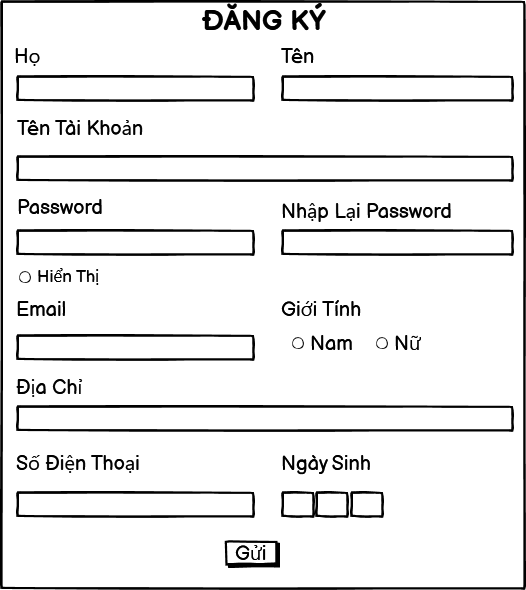 ĐĂNG KÝ
Họ Tên
Tên Tài Khoản
Password Nhập Lại Password
Hiển Thị
Email Giới Tính
Nam Nữ
Địa Chỉ
Số Điện Thoại Ngày Sinh
Gửi